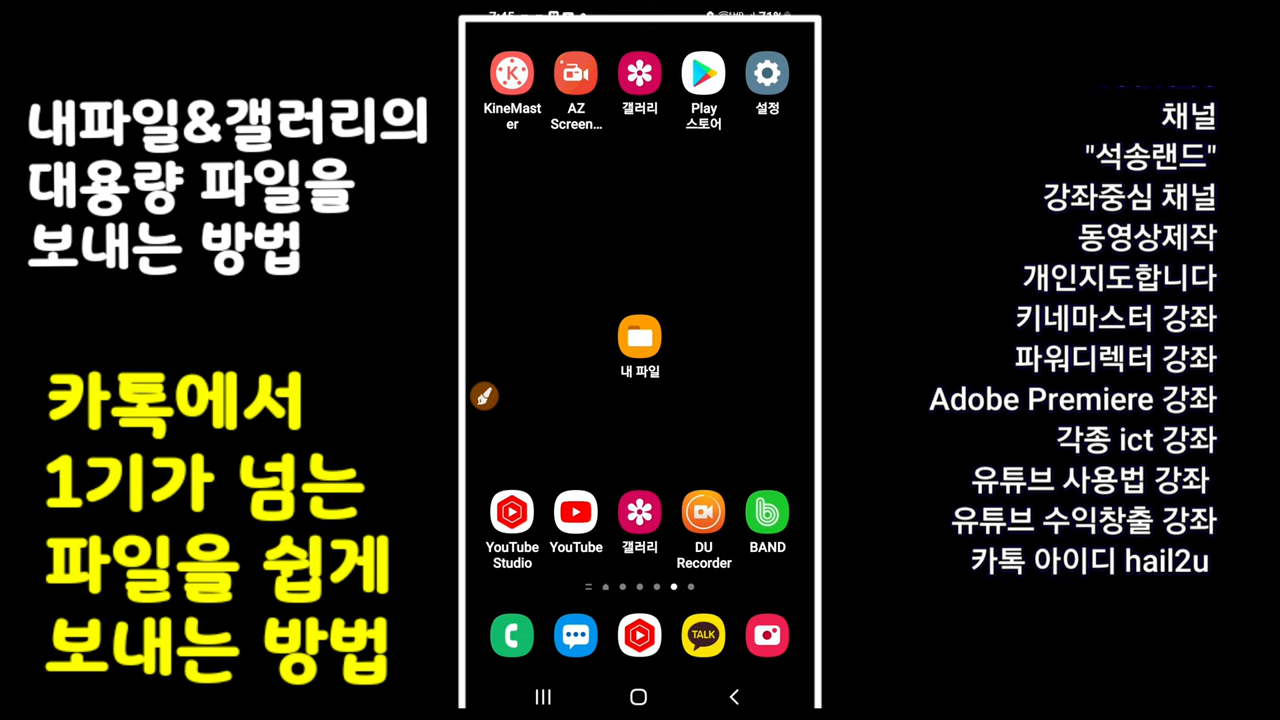 내파일&갤러리의
대용량 파일을
보내는 방법
카톡에서
1기가 넘는
파일을 쉽게
보내는 방법
7:45
71%
KineMast
er
AZ
Screen...
갤러리
Play
스토어
설정
내 파일
YouTube
Studio
YouTube
갤러리
DU
Recorder
BAND
TALK
채널
"석송랜드"
강좌중심 채널
동영상제작
개인지도합니다
키네마스터 강좌
파워디렉터 강좌
Adobe Premiere 강좌
각종 ict 강좌
유튜브 사용법 강좌
유튜브 수익창출 강좌
카톡 아이디 hail2u